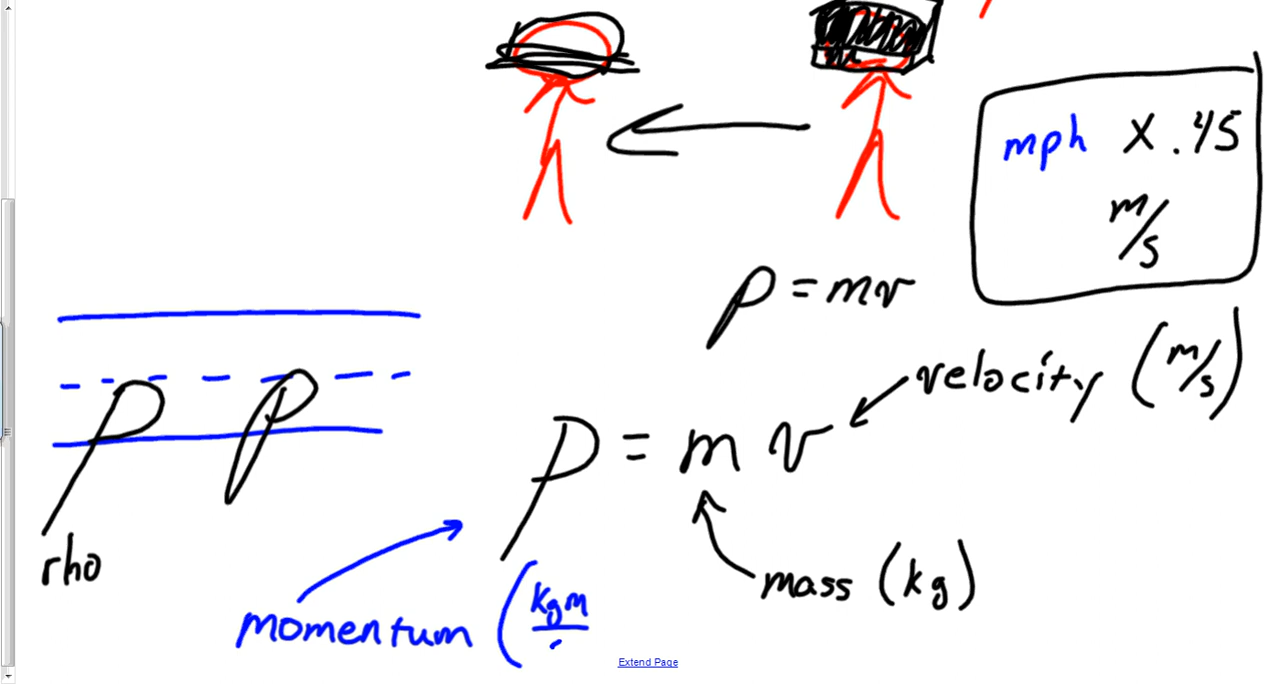 mph X .45
m/s
p = mv
velocity (m/s)
p p
p = m v
rho
mass (kg)
momentum (kgm
Extend Page